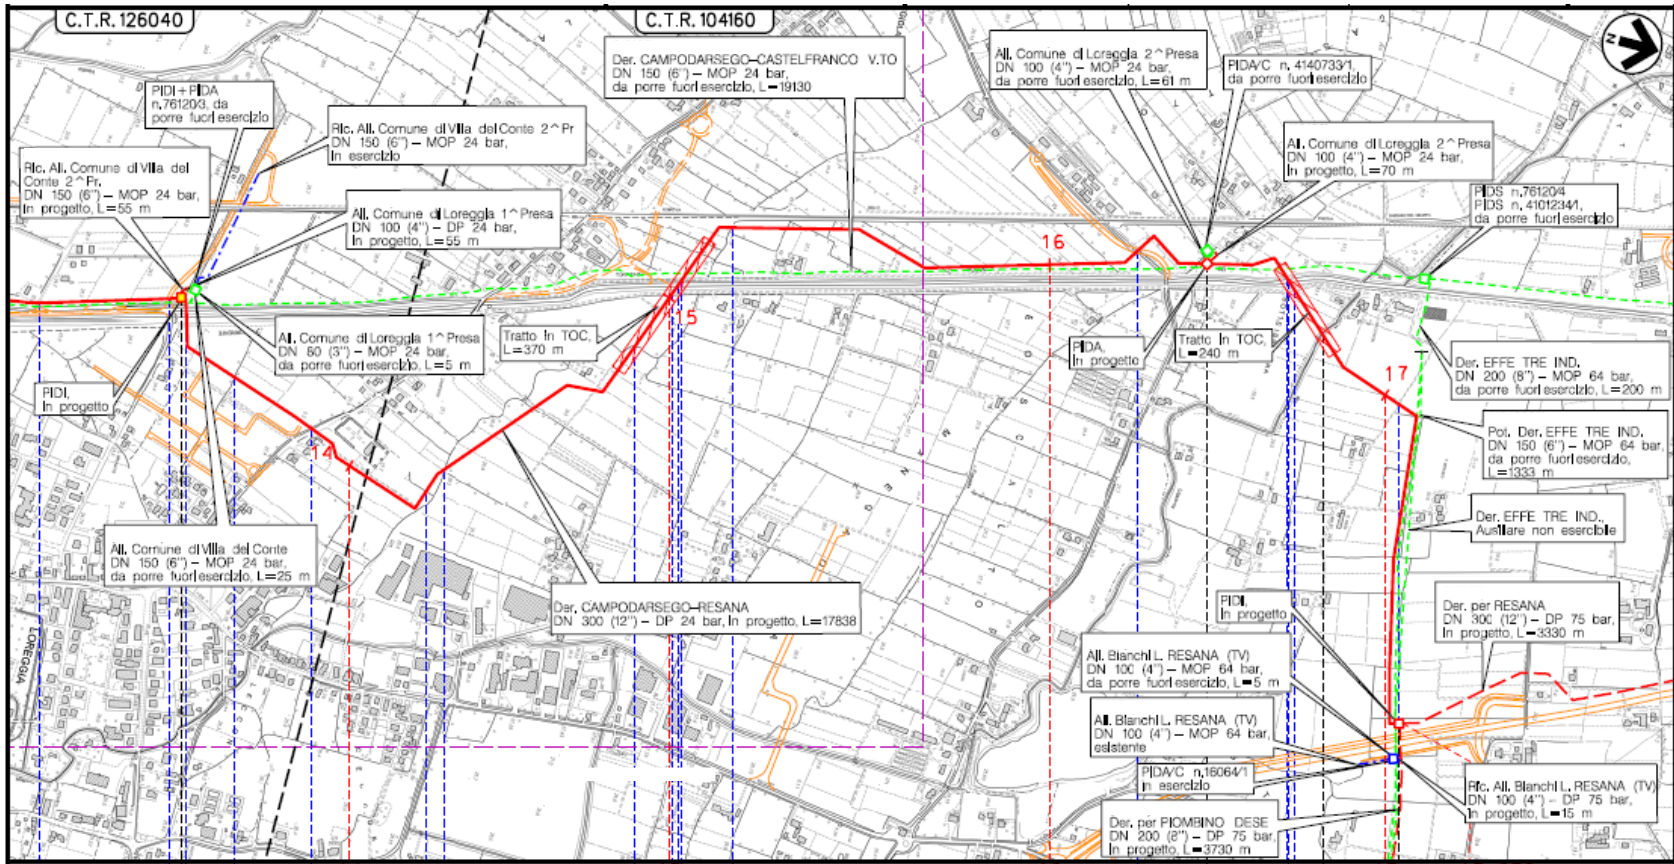 C.T.R. 126040
C.T.R. 104160
N
PIDI+PIDA
n.76120/3, da
porre fuori esercizio
Ric. All. Comune di Villa del Conte 2^ Pr
DN 150 (6") – MOP 24 bar,
in esercizio
Ric. All. Comune di Villa del
Conte 2^ Pr.
DN 150 (6") – MOP 24 bar,
in progetto, L=55 m
All. Comune di Loreggia 1^ Presa
DN 100 (4") – DP 24 bar,
in progetto, L=55 m
All. Comune di Loreggia 1^ Presa
DN 80 (3") – MOP 24 bar,
da porre fuori esercizio, L=5 m
PIDI,
in progetto
All. Comune di Villa del Conte
DN 150 (6") – MOP 24 bar,
da porre fuori esercizio, L=25 m
Der. CAMPODARSEGO–CASTELFRANCO V.TO
DN 150 (6") – MOP 24 bar,
da porre fuori esercizio, L=19130
Tratto in TOC,
L=370 m
Der. CAMPODARSEGO–RESANA
DN 300 (12") – DP 24 bar, in progetto, L=17838
All. Comune di Loreggia 2^ Presa
DN 100 (4") – MOP 24 bar,
da porre fuori esercizio, L=61 m
PIDA/C n. 4140733/1,
da porre fuori esercizio
All. Comune di Loreggia 2^ Presa
DN 100 (4") – MOP 24 bar,
in progetto, L=70 m
PIDS n.76120/4
PIDS n. 4101234/1,
da porre fuori esercizio
PIDA,
in progetto
Tratto in TOC,
L=240 m
Der. EFFE TRE IND.
DN 200 (8") – MOP 64 bar,
da porre fuori esercizio, L=200 m
Pot. Der. EFFE TRE IND.
DN 150 (6") – MOP 64 bar,
da porre fuori esercizio,
L=1333 m
Der. EFFE TRE IND.,
Ausiliare non esercibile
PIDI,
in progetto
Der. per RESANA
DN 300 (12") – DP 75 bar,
in progetto, L=3330 m
All. Bianchi L. RESANA (TV)
DN 100 (4") – MOP 64 bar,
da porre fuori esercizio, L=5 m
All. Bianchi L. RESANA (TV)
DN 100 (4") – MOP 64 bar,
esistente
PIDA/C n.16064/1
in esercizio
Der. per PIOMBINO DESE
DN 200 (8") – DP 75 bar,
in progetto, L=3730 m
Ric. All. Bianchi L. RESANA (TV)
DN 100 (4") – DP 75 bar,
in progetto, L=15 m
14
15
16
17
LOREGGIA